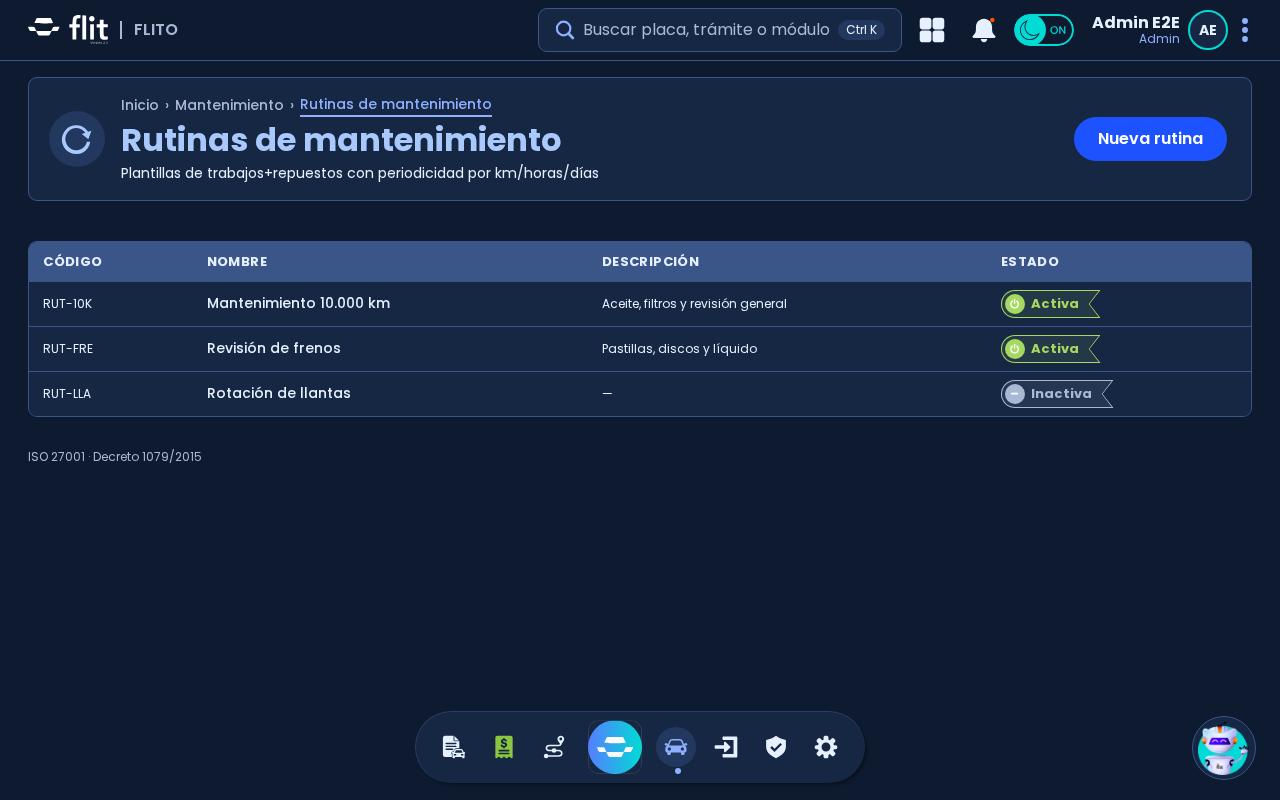 flit
FLITO
Buscar placa, trámite o módulo
Ctrl K
ON
Admin E2E
Admin
AE
Inicio › Mantenimiento › Rutinas de mantenimiento
Rutinas de mantenimiento
Plantillas de trabajos+repuestos con periodicidad por km/horas/días
Nueva rutina
CÓDIGO NOMBRE DESCRIPCIÓN ESTADO
RUT-10K Mantenimiento 10.000 km Aceite, filtros y revisión general Activa
RUT-FRE Revisión de frenos Pastillas, discos y líquido Activa
RUT-LLA Rotación de llantas — Inactiva
ISO 27001 · Decreto 1079/2015